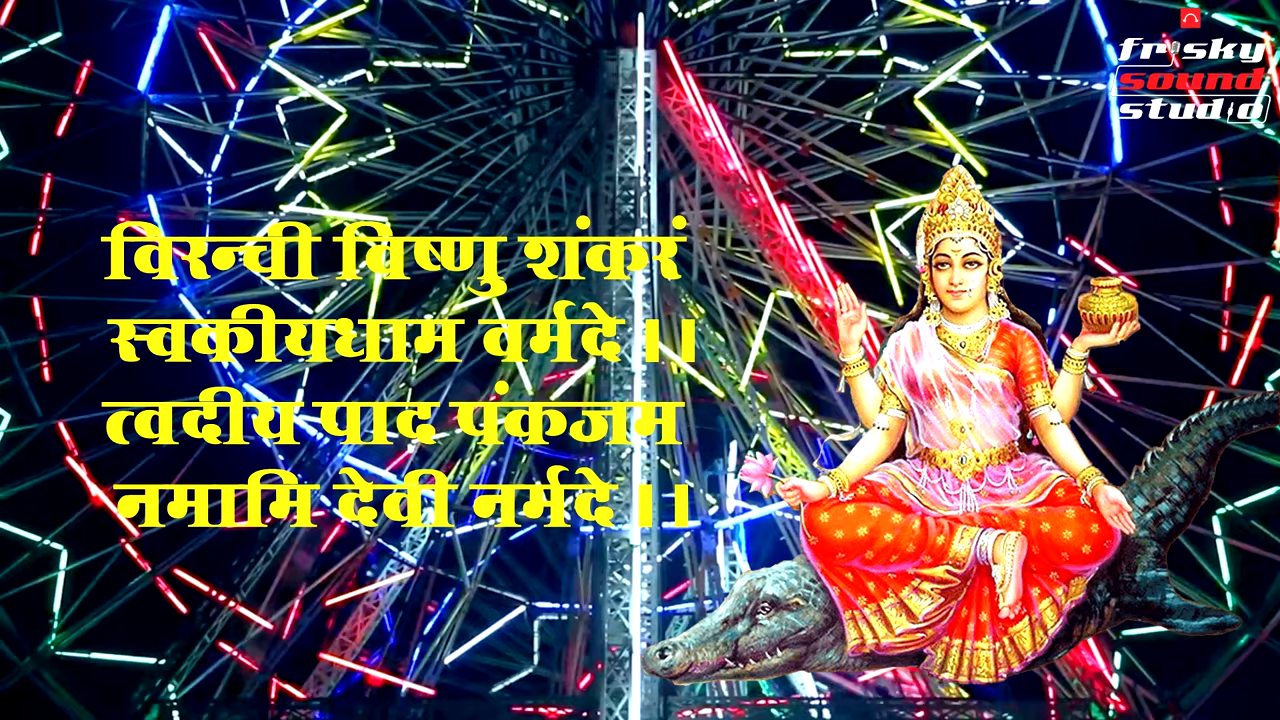 frisky
sound
studio
विरन्ची विष्णु शंकरं
स्वकीयधाम वर्मदे ।।
त्वदीय पाद पंकजम
नमामि देवी नर्मदे ।।